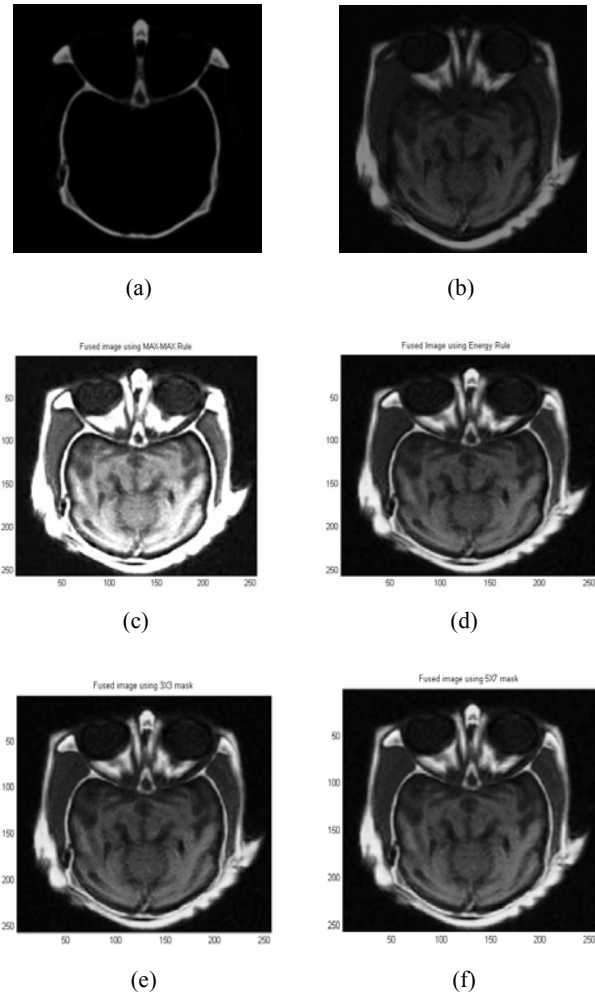 (a) (b)
Fused image using MAX-MAX Rule
50
100
150
200
250
50 100 150 200 250
(c)
Fused Image using Energy Rule
50
100
150
200
250
50 100 150 200 250
(d)
Fused image using 3X3 mask
50
100
150
200
250
50 100 150 200 250
(e)
Fused image using 5X7 mask
50
100
150
200
250
50 100 150 200 250
(f)